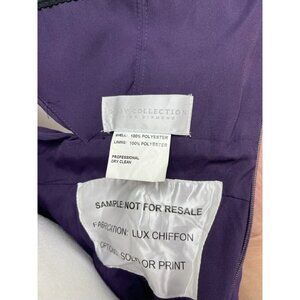 COLLECTION
SHELL: 100% POLYESTER
LINING: 100% POLYESTER
PROFESSIONAL
DRY CLEAN
SAMPLE NOT FOR RESALE
FABRICATION: LUX CHIFFON
OPTIONS: SOLID OR PRINT